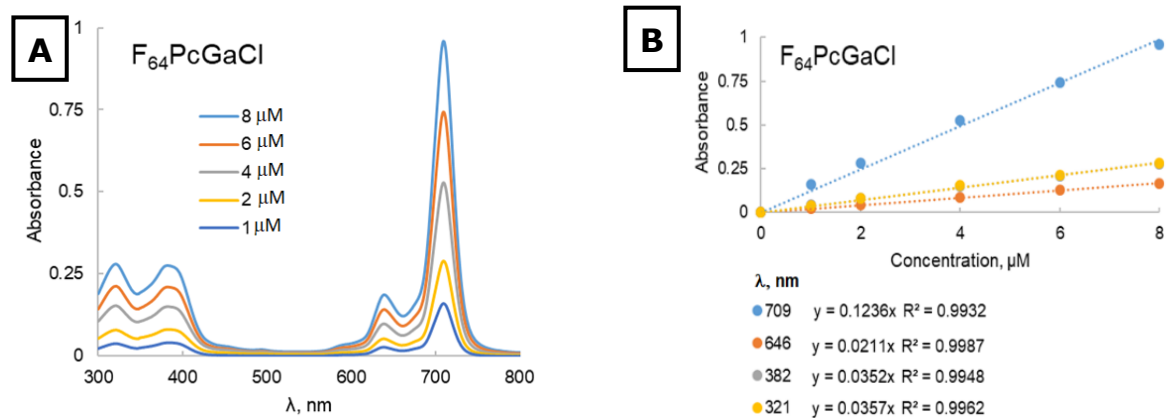 A
F₆₄PcGaCl
1
0.75
0.5
0.25
0
Absorbance
8 μM
6 μM
4 μM
2 μM
1 μM
300 400 500 600 700 800
λ, nm
B
F₆₄PcGaCl
1
0.75
0.5
0.25
0
Absorbance
0 2 4 6 8
Concentration, μM
λ, nm
709 y = 0.1236x R² = 0.9932
646 y = 0.0211x R² = 0.9987
382 y = 0.0352x R² = 0.9948
321 y = 0.0357x R² = 0.9962